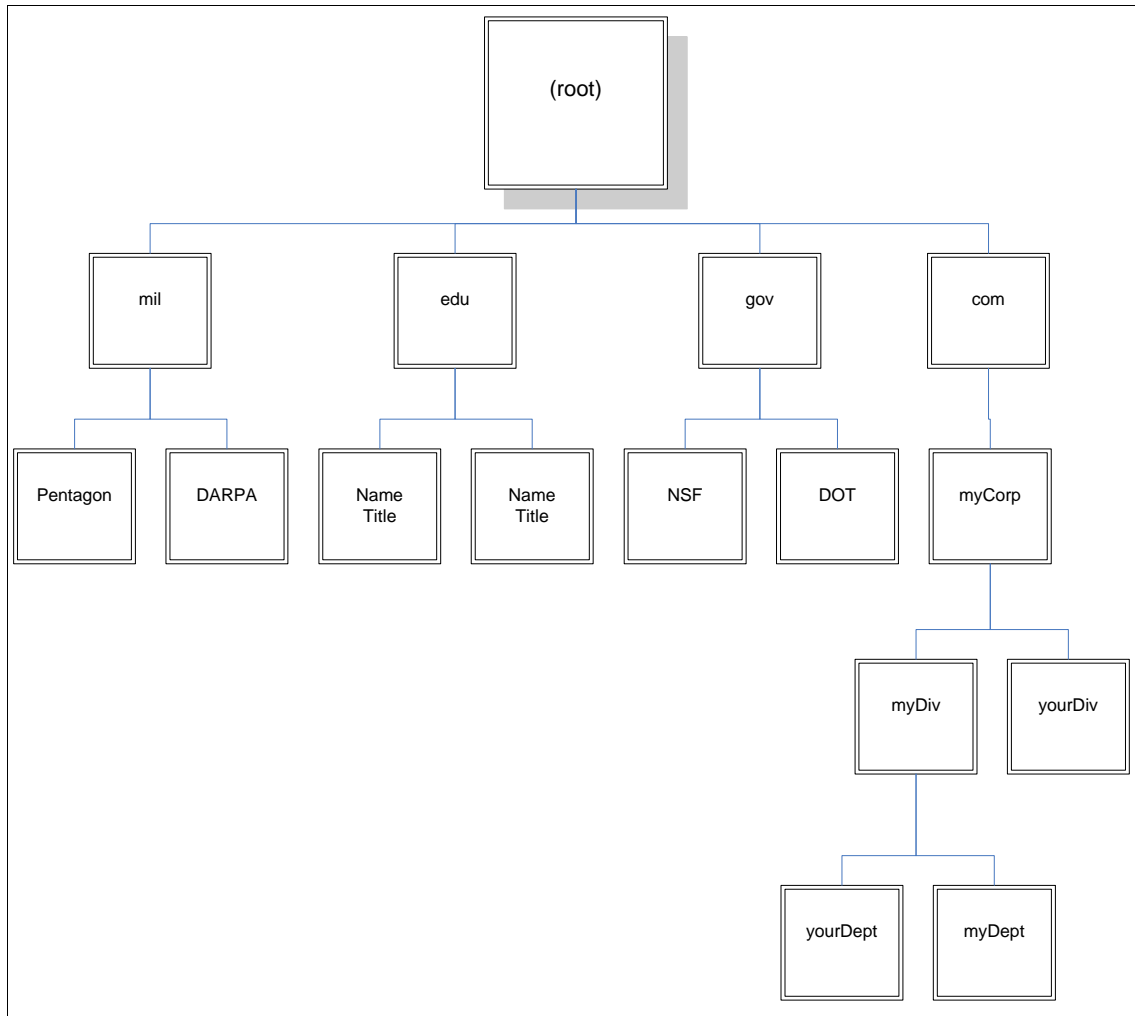 (root)
mil
edu
gov
com
Pentagon
DARPA
Name
Title
Name
Title
NSF
DOT
myCorp
myDiv
yourDiv
yourDept
myDept